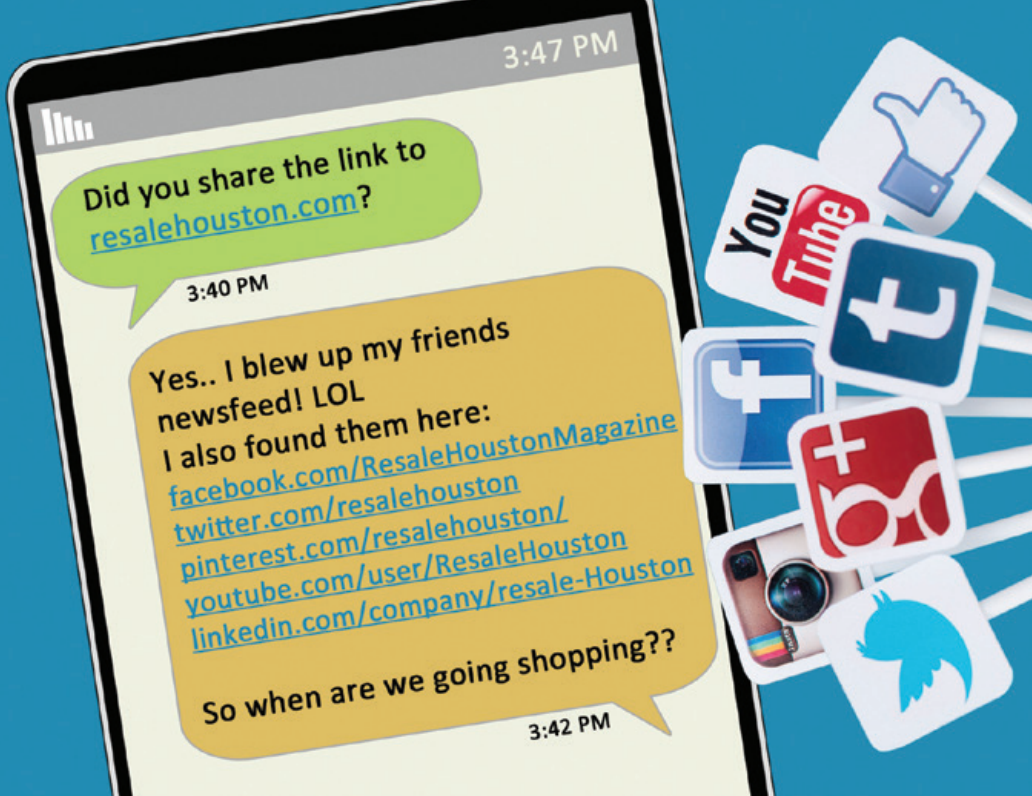 3:47 PM
Did you share the link to
resalehouston.com?
3:40 PM
Yes.. I blew up my friends
newsfeed! LOL
I also found them here:
facebook.com/ResaleHoustonMagazine
twitter.com/resalehouston
pinterest.com/resalehouston/
youtube.com/user/ResaleHouston
linkedin.com/company/resale-Houston
So when are we going shopping??
3:42 PM
You
Tube
t
f
g+